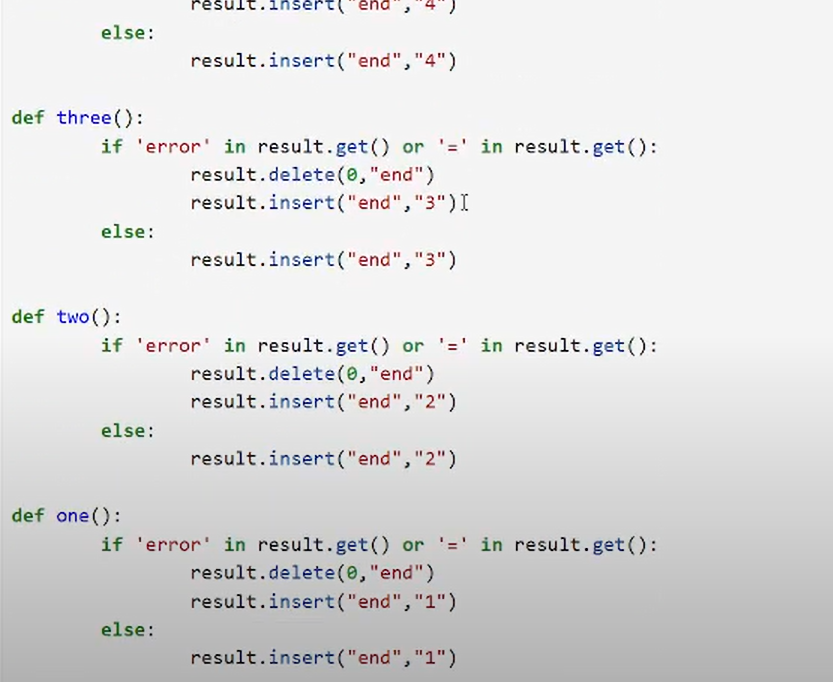 result.insert("end","4")
else:
result.insert("end","4")
def three():
if 'error' in result.get() or '=' in result.get():
result.delete(0,"end")
result.insert("end","3")
else:
result.insert("end","3")
def two():
if 'error' in result.get() or '=' in result.get():
result.delete(0,"end")
result.insert("end","2")
else:
result.insert("end","2")
def one():
if 'error' in result.get() or '=' in result.get():
result.delete(0,"end")
result.insert("end","1")
else:
result.insert("end","1")